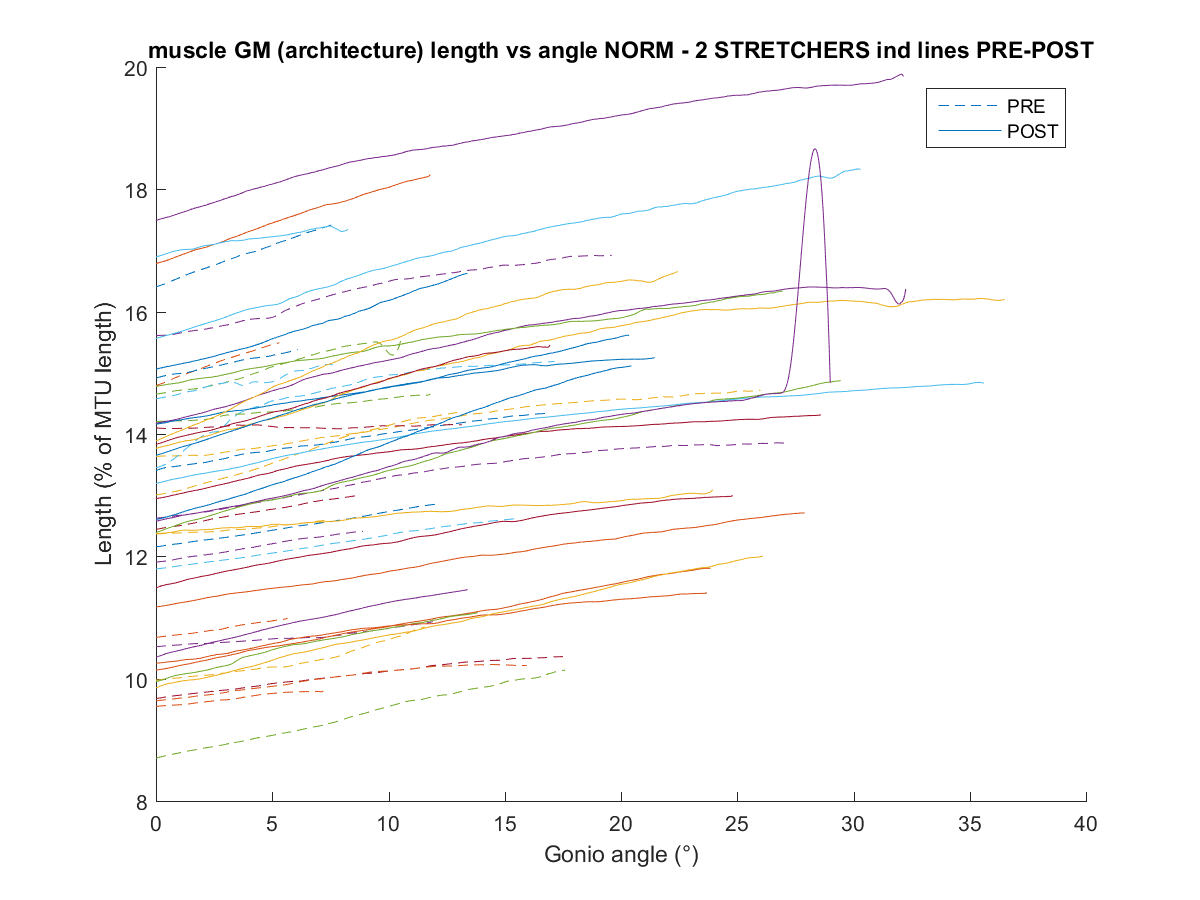 muscle GM (architecture) length vs angle NORM - 2 STRETCHERS ind lines PRE-POST
PRE
POST
Length (% of MTU length)
20
18
16
14
12
10
8
0 5 10 15 20 25 30 35 40
Gonio angle (°)